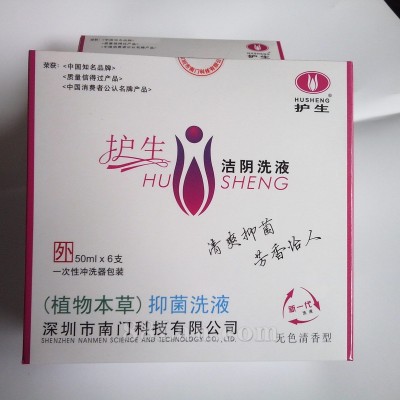 荣获：<中国知名品牌>
<质量信得过产品>
<中国消费者公认名牌产品>
HUSHENG
护生
护生
洁阴洗液
HU SHENG
清爽抑菌
芳香怡人
外 50ml x 6支
一次性冲洗器包装
新一代
(植物本草) 抑菌洗液
深圳市南门科技有限公司
SHENZHEN NANMEN SCIENCE AND TECHNOLOGY CO., LTD.
无色清香型